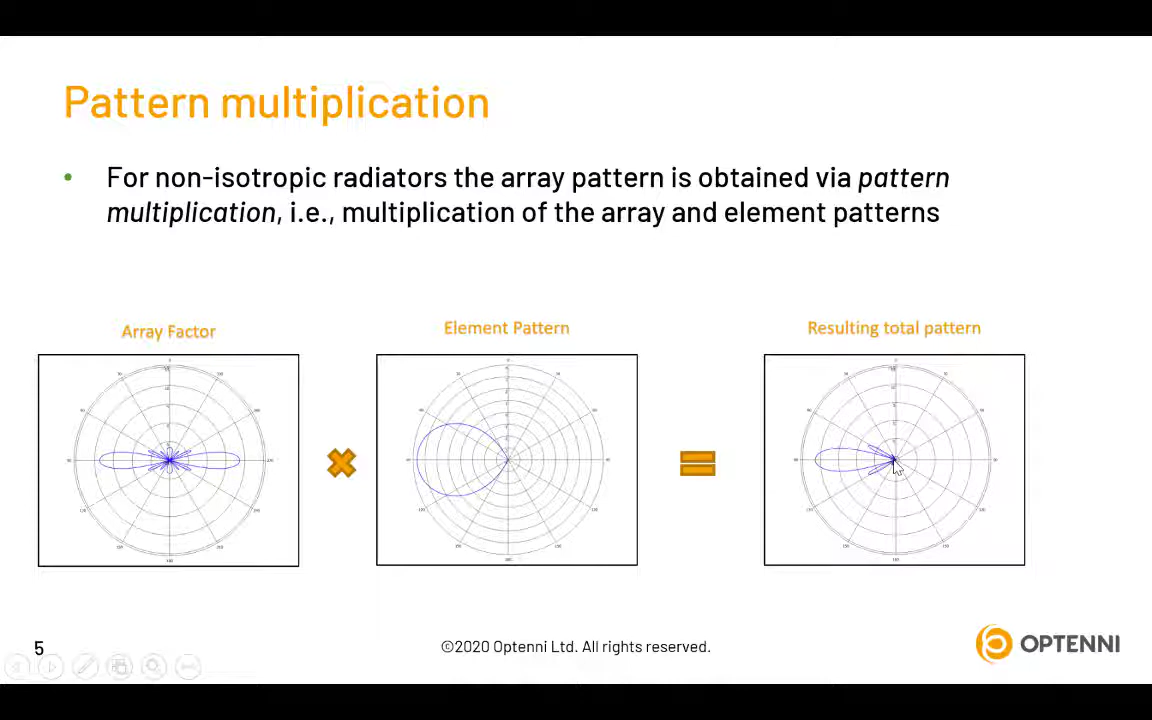 Pattern multiplication
• For non-isotropic radiators the array pattern is obtained via pattern
multiplication, i.e., multiplication of the array and element patterns
Array Factor
Element Pattern
Resulting total pattern
5
©2020 Optenni Ltd. All rights reserved.
OPTENNI